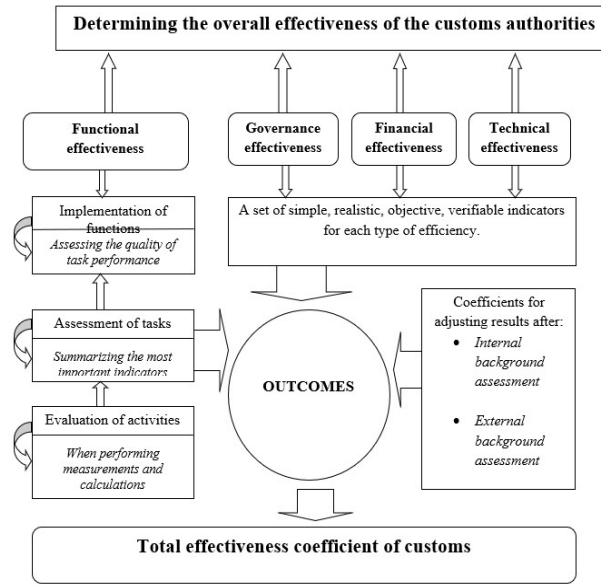 Determining the overall effectiveness of the customs authorities
Functional
effectiveness
Governance
effectiveness
Financial
effectiveness
Technical
effectiveness
Implementation of
functions
Assessing the quality of
task performance
A set of simple, realistic, objective, verifiable indicators
for each type of efficiency.
Assessment of tasks
Summarizing the most
important indicators
Evaluation of activities
When performing
measurements and
calculations
OUTCOMES
Coefficients for
adjusting results after:
• Internal
background
assessment
• External
background
assessment
Total effectiveness coefficient of customs